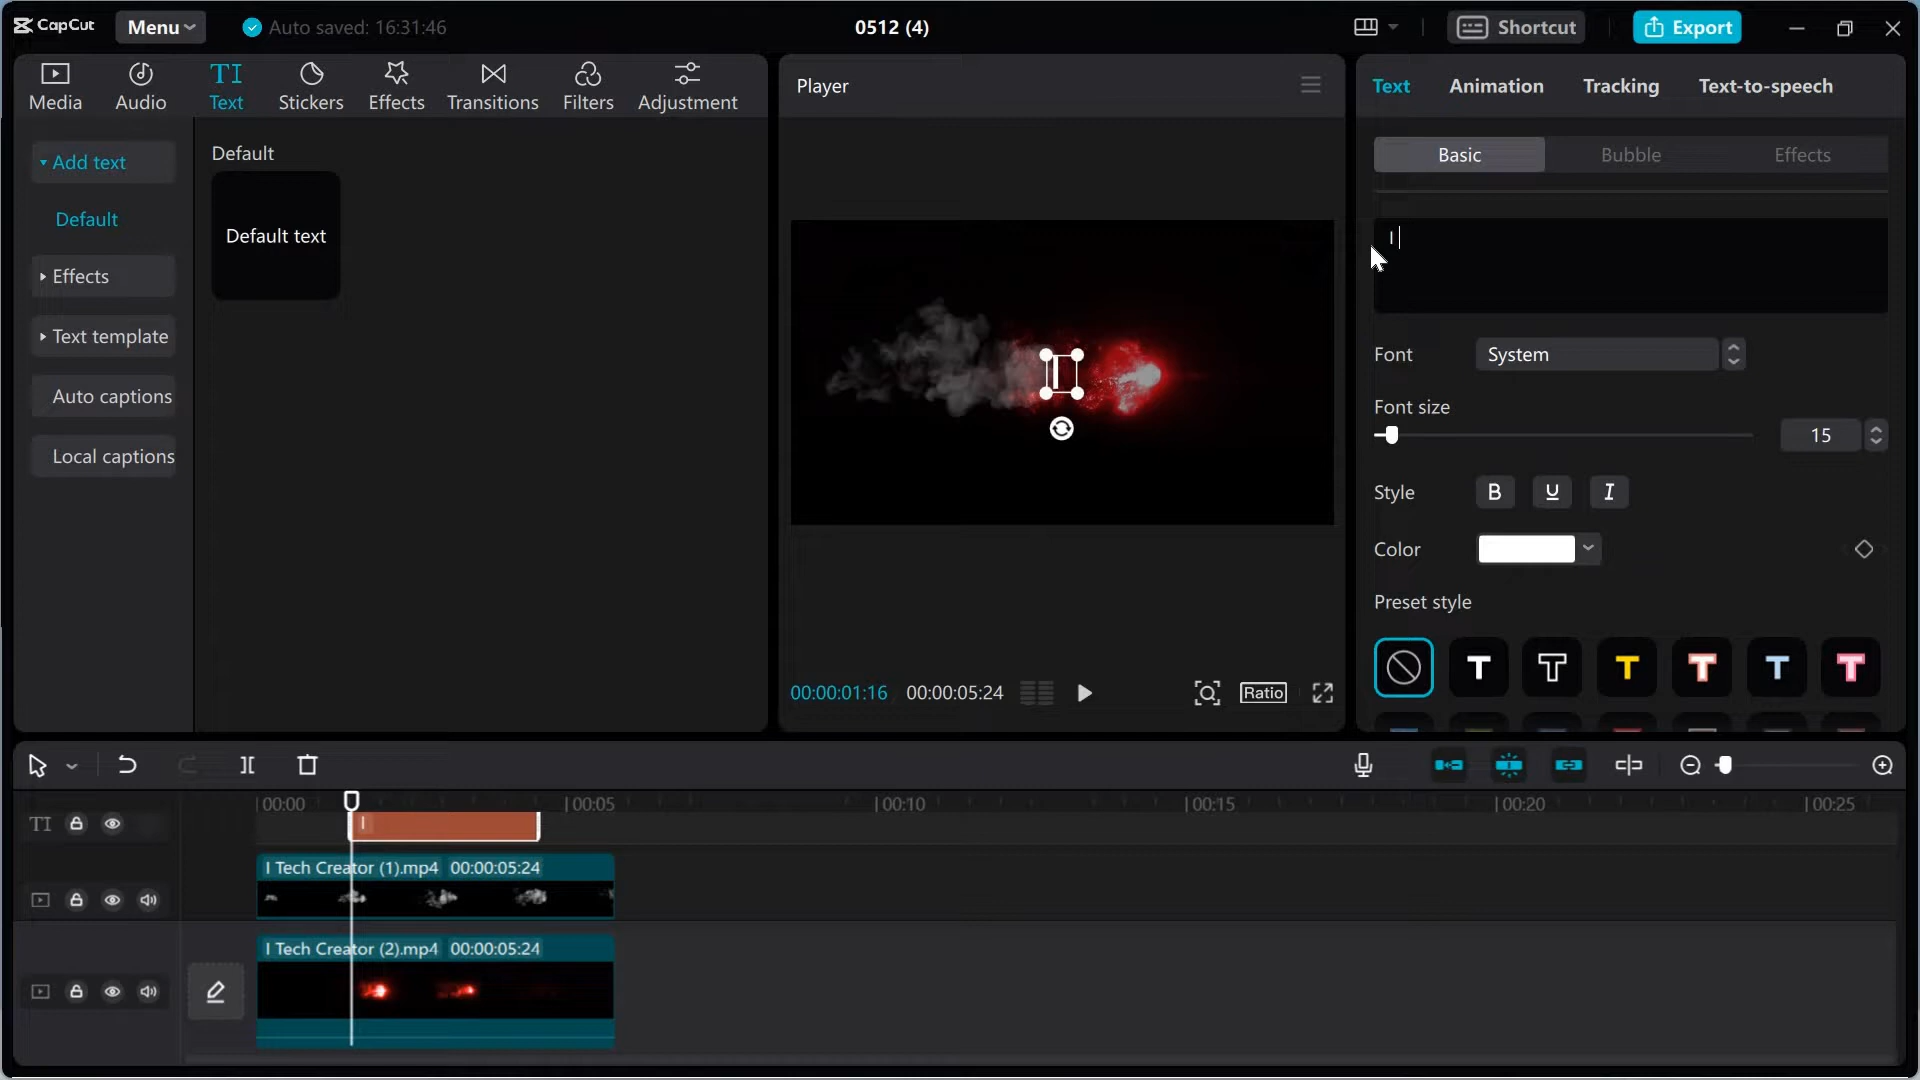 CapCut
Menu
Auto saved: 16:31:46
0512 (4)
Shortcut
Export
Media
Audio
TI
Text
Stickers
Effects
Transitions
Filters
Adjustment
Add text
Default
Effects
Text template
Auto captions
Local captions
Default
Default text
Player
I
00:00:01:16
00:00:05:24
Ratio
Text
Animation
Tracking
Text-to-speech
Basic
Bubble
Effects
I
Font
System
Font size
15
Style
B
U
I
Color
Preset style
T
T
T
T
T
T
00:00
00:05
00:10
00:15
00:20
00:25
TI
I
I Tech Creator (1).mp4 00:00:05:24
I Tech Creator (2).mp4 00:00:05:24